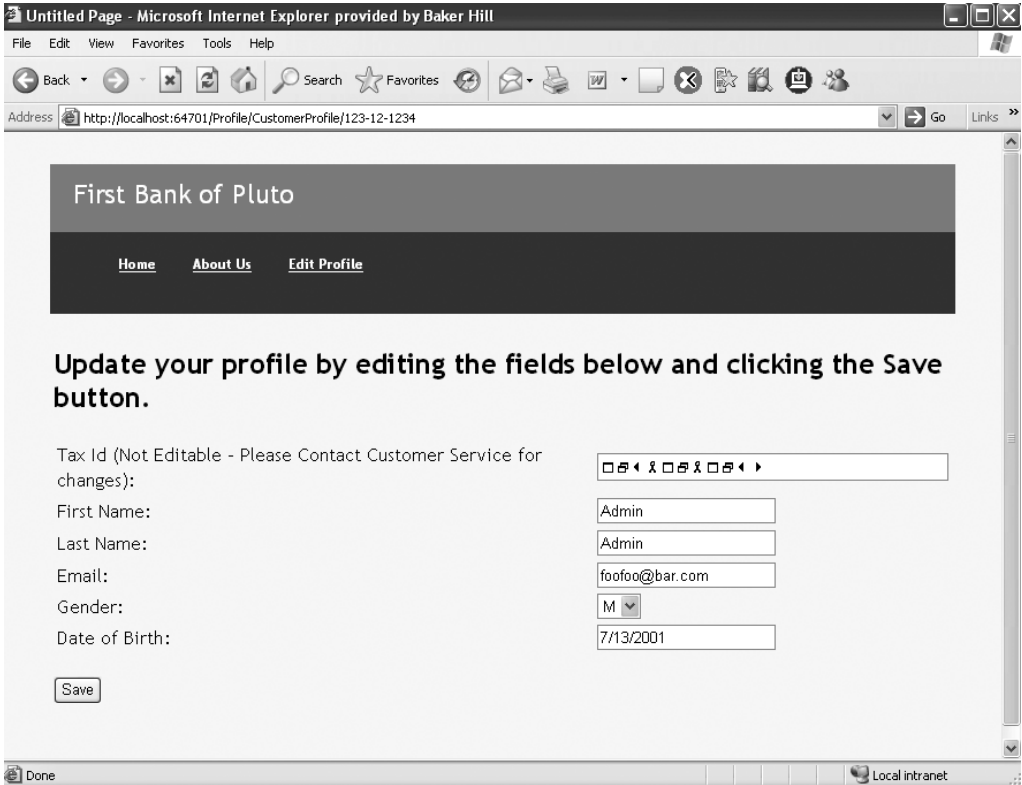 Untitled Page - Microsoft Internet Explorer provided by Baker Hill
File Edit View Favorites Tools Help
Back Search Favorites
Address http://localhost:64701/Profile/CustomerProfile/123-12-1234 Go Links »
First Bank of Pluto
Home About Us Edit Profile
Update your profile by editing the fields below and clicking the Save
button.
Tax Id (Not Editable - Please Contact Customer Service for
changes):
First Name: Admin
Last Name: Admin
Email: foofoo@bar.com
Gender: M
Date of Birth: 7/13/2001
Save
Done Local intranet